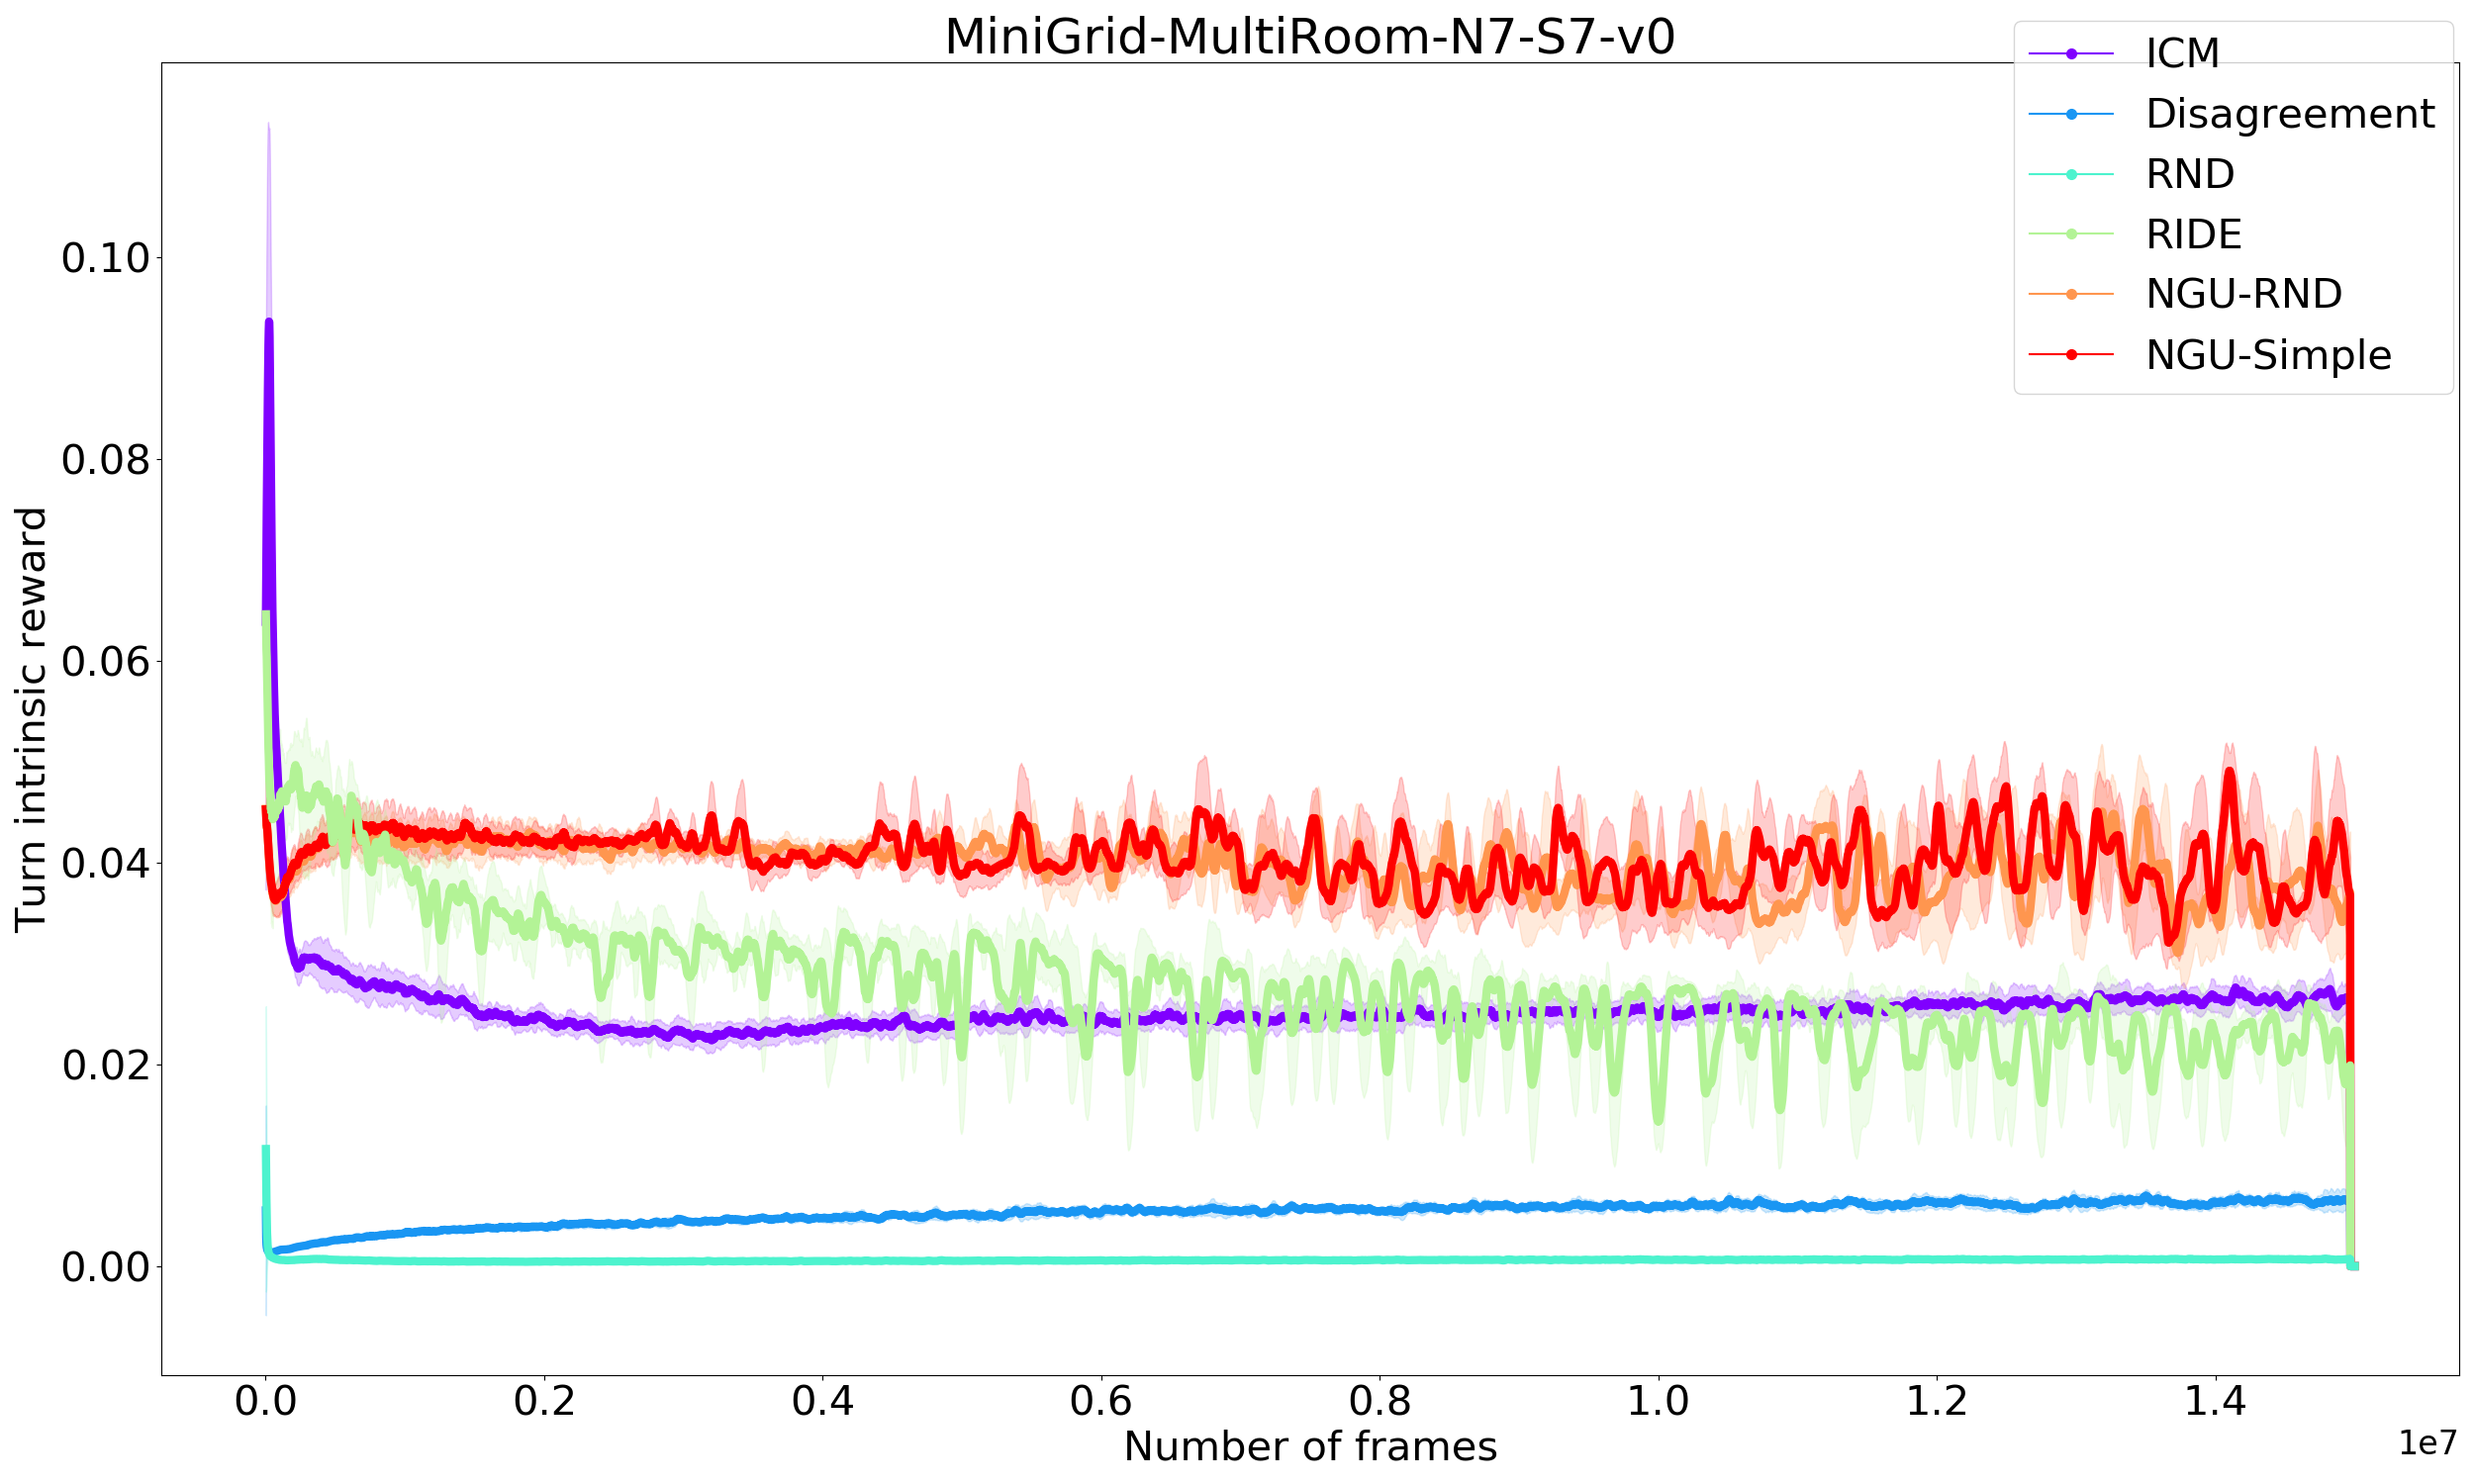 MiniGrid-MultiRoom-N7-S7-v0
ICM
Disagreement
RND
RIDE
NGU-RND
NGU-Simple
Turn intrinsic reward
0.10
0.08
0.06
0.04
0.02
0.00
0.0 0.2 0.4 0.6 0.8 1.0 1.2 1.4
Number of frames
1e7